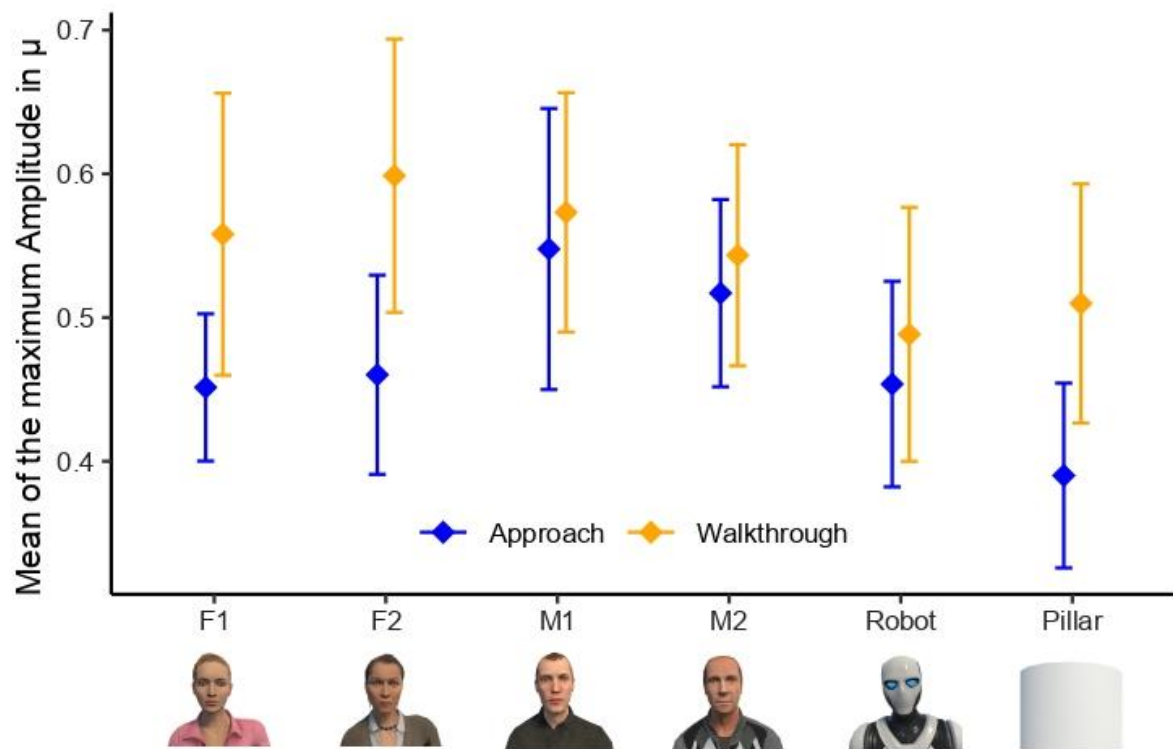 Mean of the maximum Amplitude in μ
0.7
0.6
0.5
0.4
Approach Walkthrough
F1 F2 M1 M2 Robot Pillar